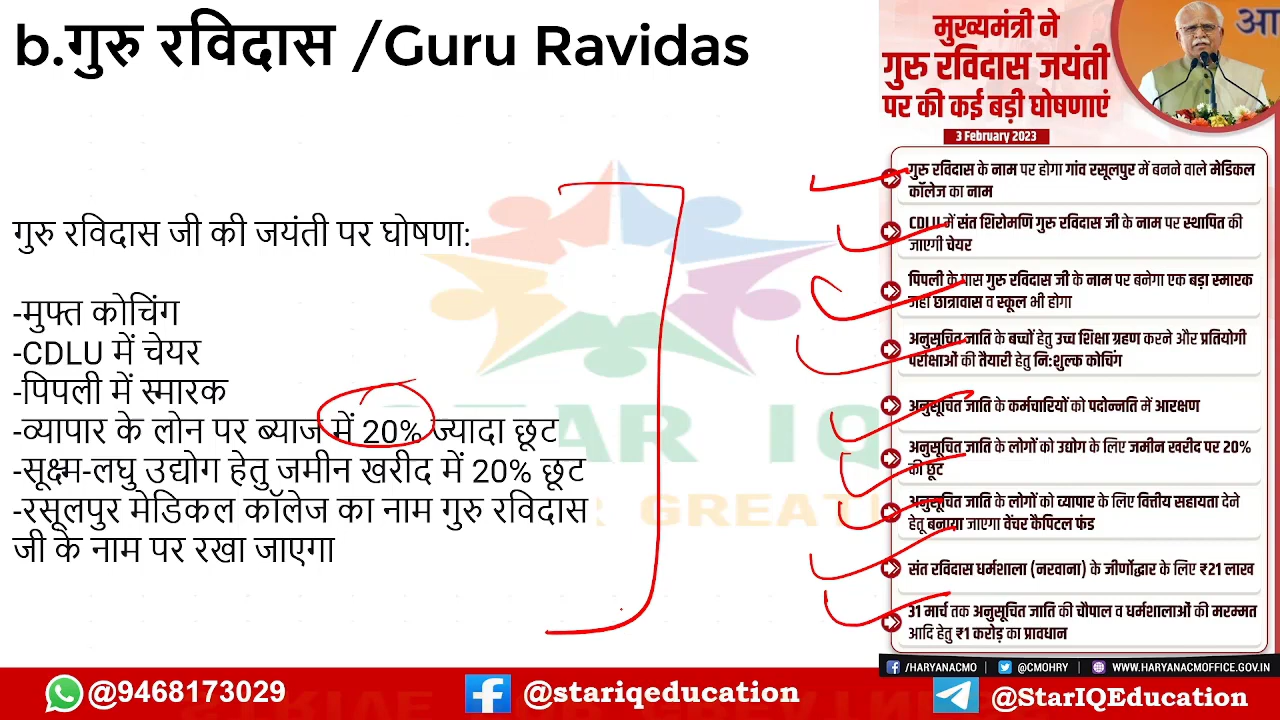 b.गुरु रविदास /Guru Ravidas
गुरु रविदास जी की जयंती पर घोषणा:
-मुफ्त कोचिंग
-CDLU में चेयर
-पिपली में स्मारक
-व्यापार के लोन पर ब्याज में 20% ज्यादा छूट
-सूक्ष्म-लघु उद्योग हेतु जमीन खरीद में 20% छूट
-रसूलपुर मेडिकल कॉलेज का नाम गुरु रविदास
जी के नाम पर रखा जाएगा
मुख्यमंत्री ने
गुरु रविदास जयंती
पर की कई बड़ी घोषणाएं
3 February 2023
गुरु रविदास के नाम पर होगा गांव रसूलपुर में बनने वाले मेडिकल
कॉलेज का नाम
CDLU में संत शिरोमणि गुरु रविदास जी के नाम पर स्थापित की
जाएगी चेयर
पिपली के पास गुरु रविदास जी के नाम पर बनेगा एक बड़ा स्मारक
जहां छात्रावास व स्कूल भी होगा
अनुसूचित जाति के बच्चों हेतु उच्च शिक्षा ग्रहण करने और प्रतियोगी
परीक्षाओं की तैयारी हेतु नि:शुल्क कोचिंग
अनुसूचित जाति के कर्मचारियों को पदोन्नति में आरक्षण
अनुसूचित जाति के लोगों को उद्योग के लिए जमीन खरीद पर 20%
की छूट
अनुसूचित जाति के लोगों को व्यापार के लिए वित्तीय सहायता देने
हेतू बनाया जाएगा वेंचर कैपिटल फंड
संत रविदास धर्मशाला (नरवाना) के जीर्णोद्धार के लिए ₹21 लाख
31 मार्च तक अनुसूचित जाति की चौपाल व धर्मशालाओं की मरम्मत
आदि हेतु ₹1 करोड़ का प्रावधान
/HARYANACMO @CMOHRY WWW.HARYANACMOFFICE.GOV.IN
@9468173029 @stariqeducation @StarIQEducation